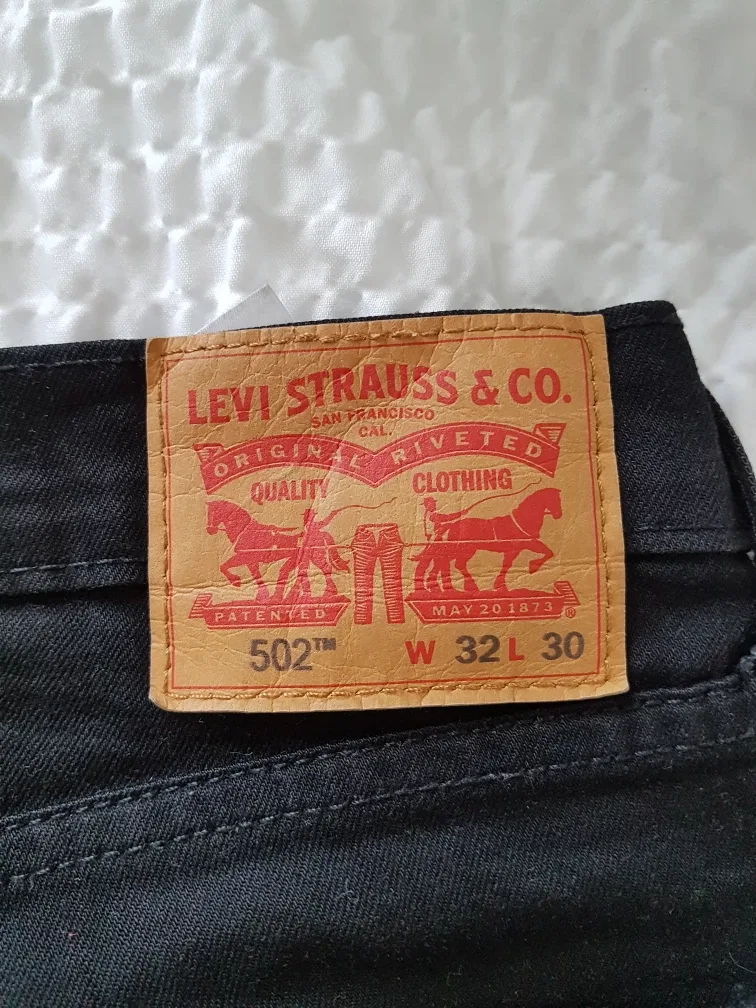 LEVI STRAUSS & CO.
SAN FRANCISCO
CAL.
ORIGINAL RIVETED
QUALITY CLOTHING
PATENTED MAY 20 1873 ®
502™ W 32 L 30